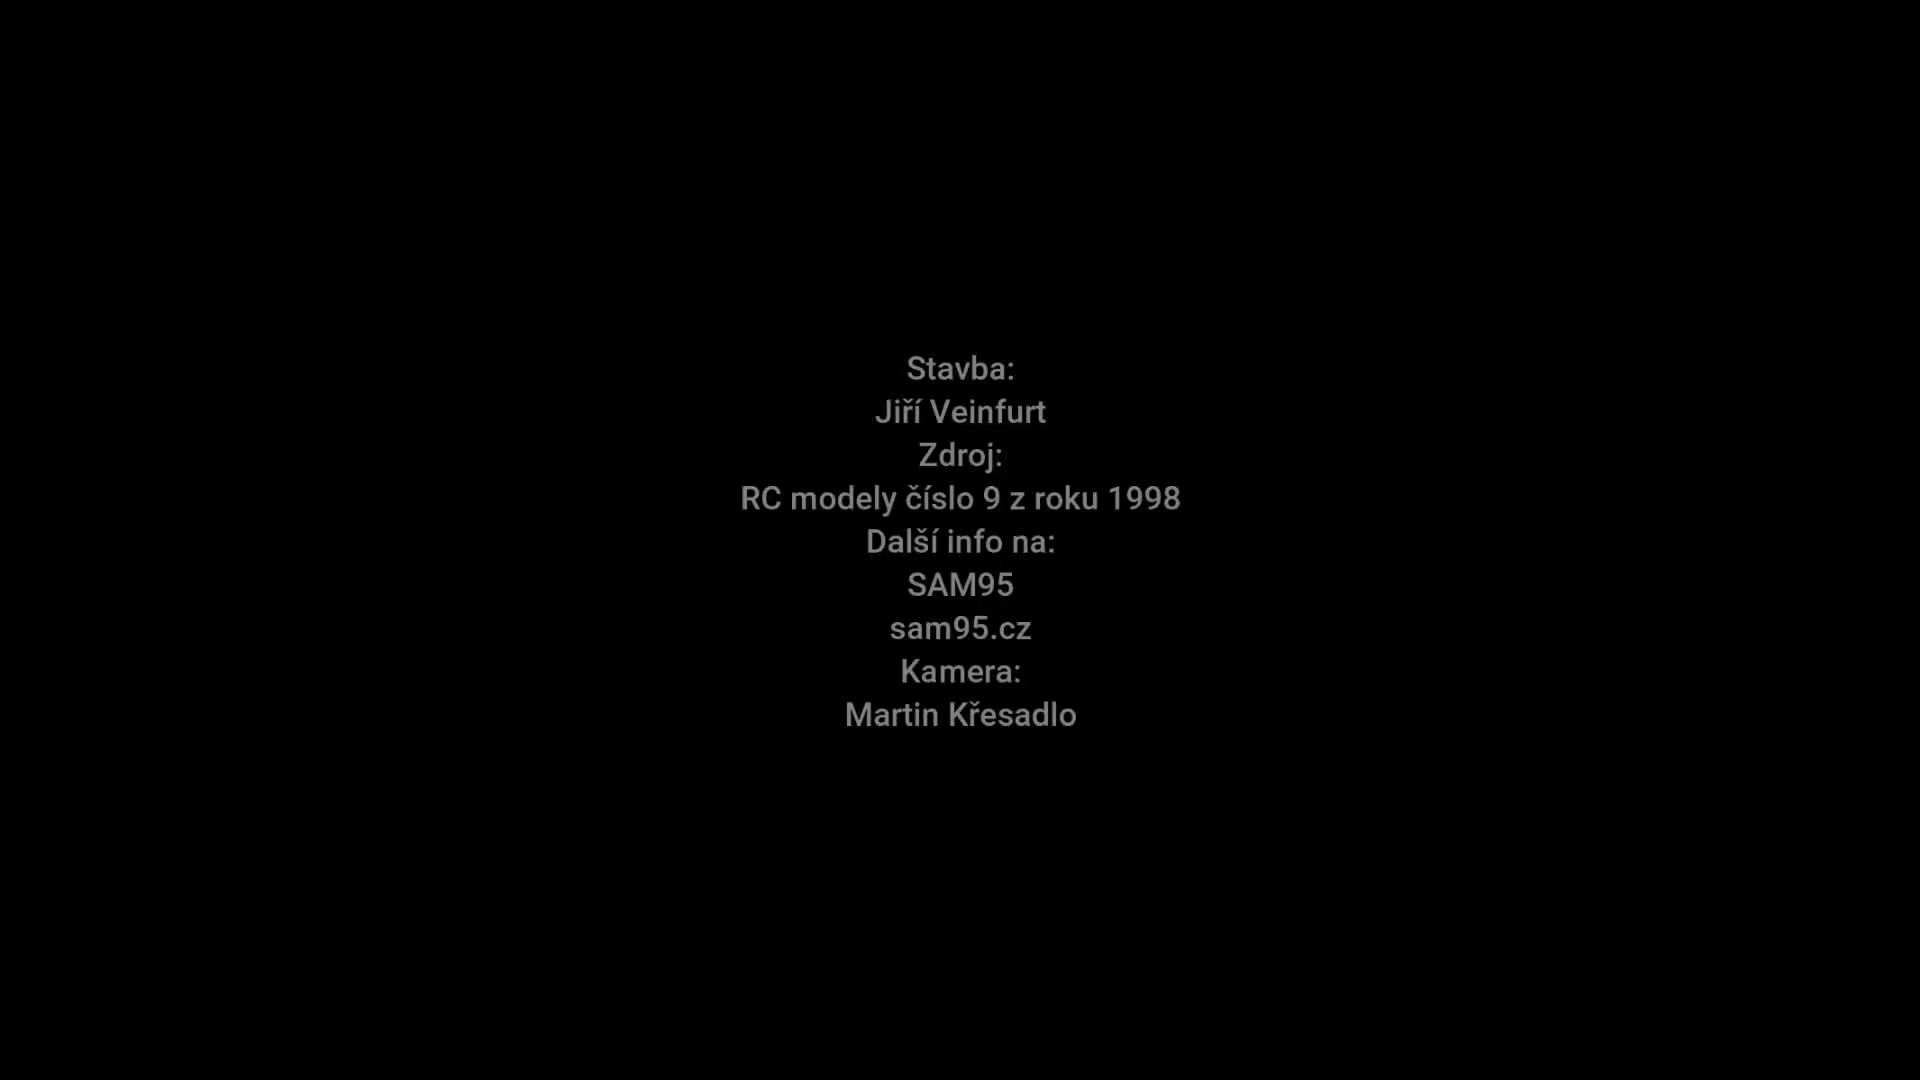 Stavba:
Jiří Veinfurt
Zdroj:
RC modely číslo 9 z roku 1998
Další info na:
SAM95
sam95.cz
Kamera:
Martin Křesadlo